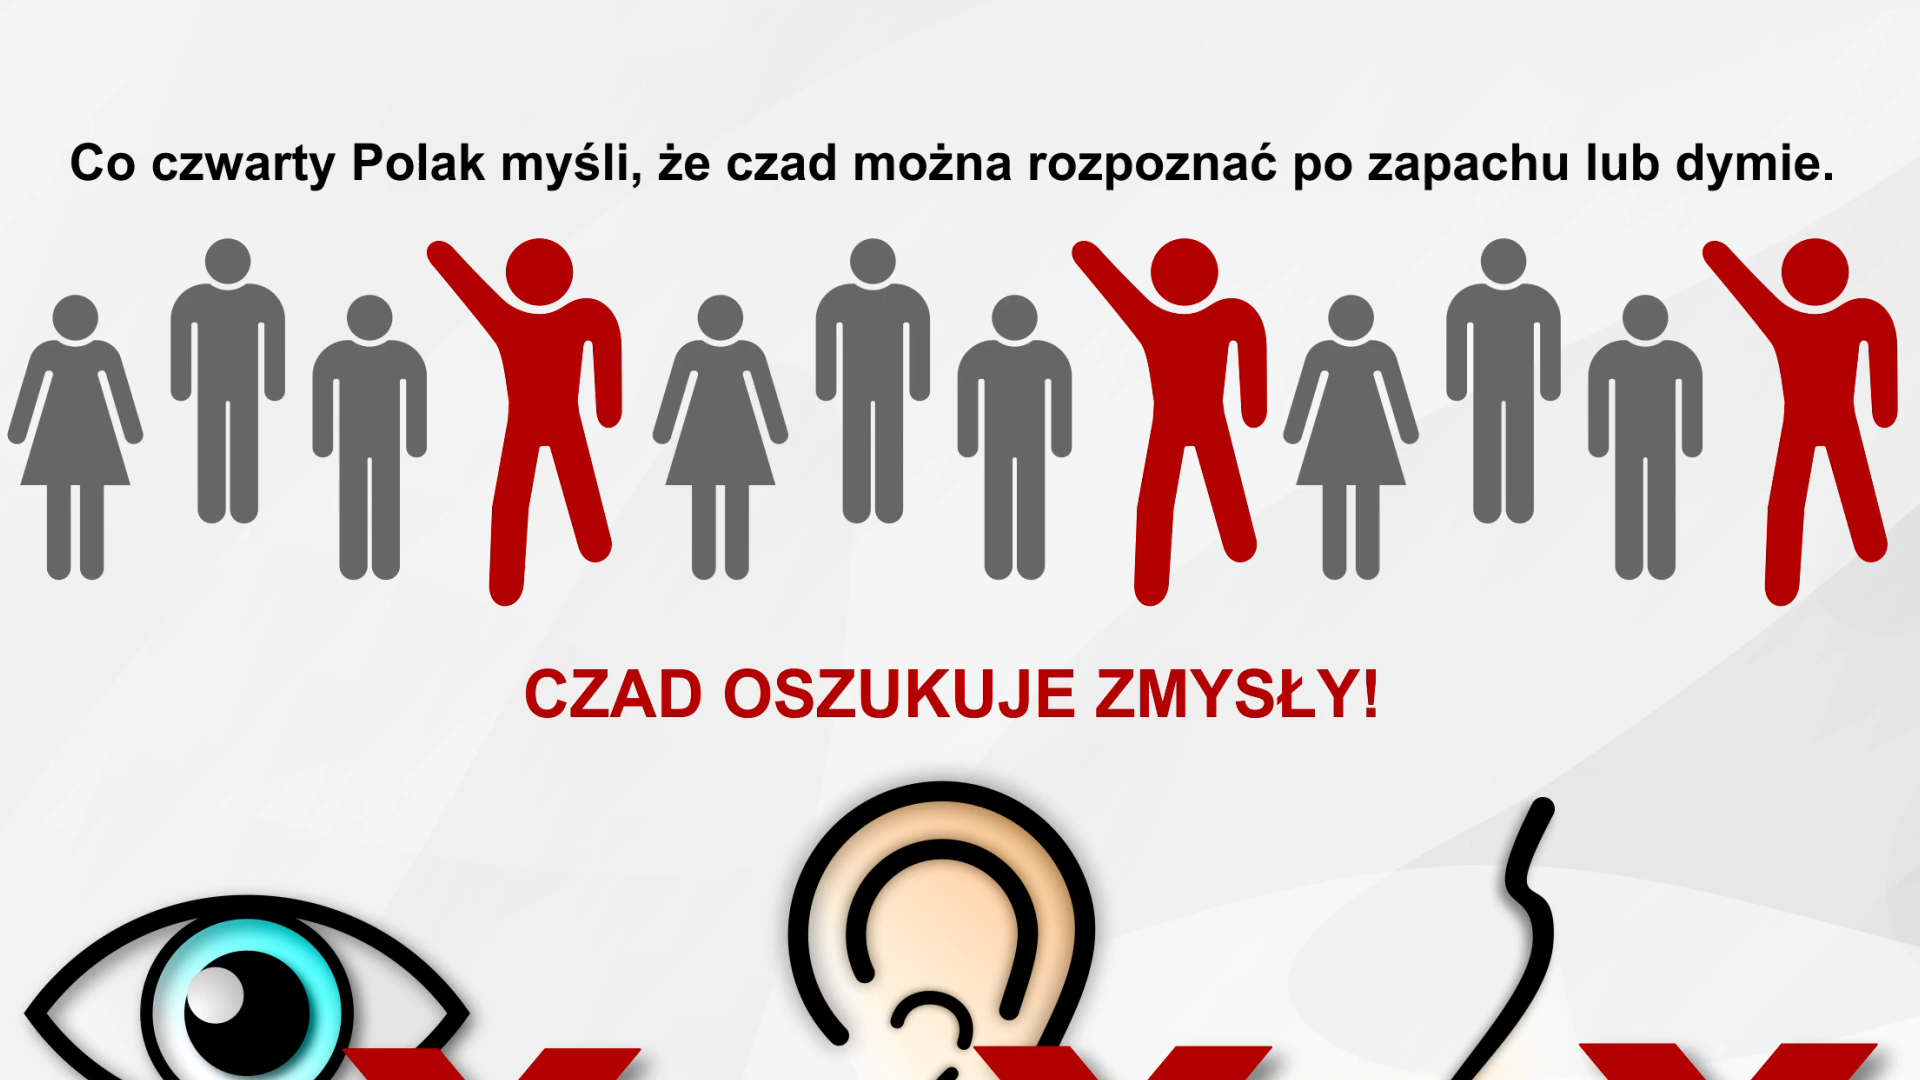 Co czwarty Polak myśli, że czad można rozpoznać po zapachu lub dymie.
CZAD OSZUKUJE ZMYSŁY!